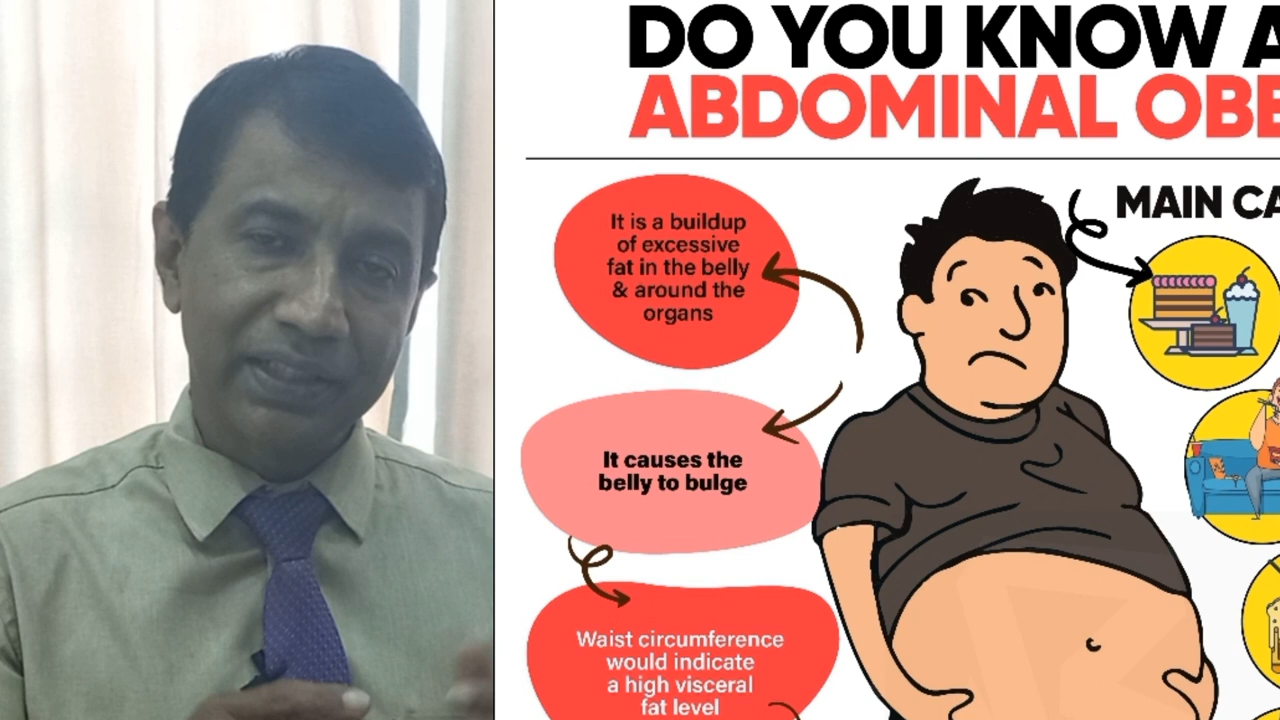 DO YOU KNOW A
ABDOMINAL OBE
It is a buildup
of excessive
fat in the belly
& around the
organs
MAIN CA
It causes the
belly to bulge
Waist circumference
would indicate
a high visceral
fat level